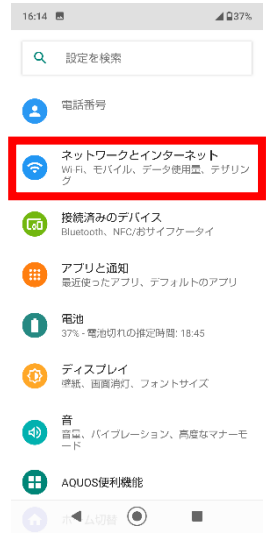 16:14 37%
設定を検索
電話番号
ネットワークとインターネット
Wi-Fi、モバイル、データ使用量、テザリン
グ
接続済みのデバイス
Bluetooth、NFC/おサイフケータイ
アプリと通知
最近使ったアプリ、デフォルトのアプリ
電池
37% - 電池切れの推定時間: 18:45
ディスプレイ
壁紙、画面消灯、フォントサイズ
音
音量、バイブレーション、高度なマナーモ
ード
AQUOS便利機能
ホーム切替